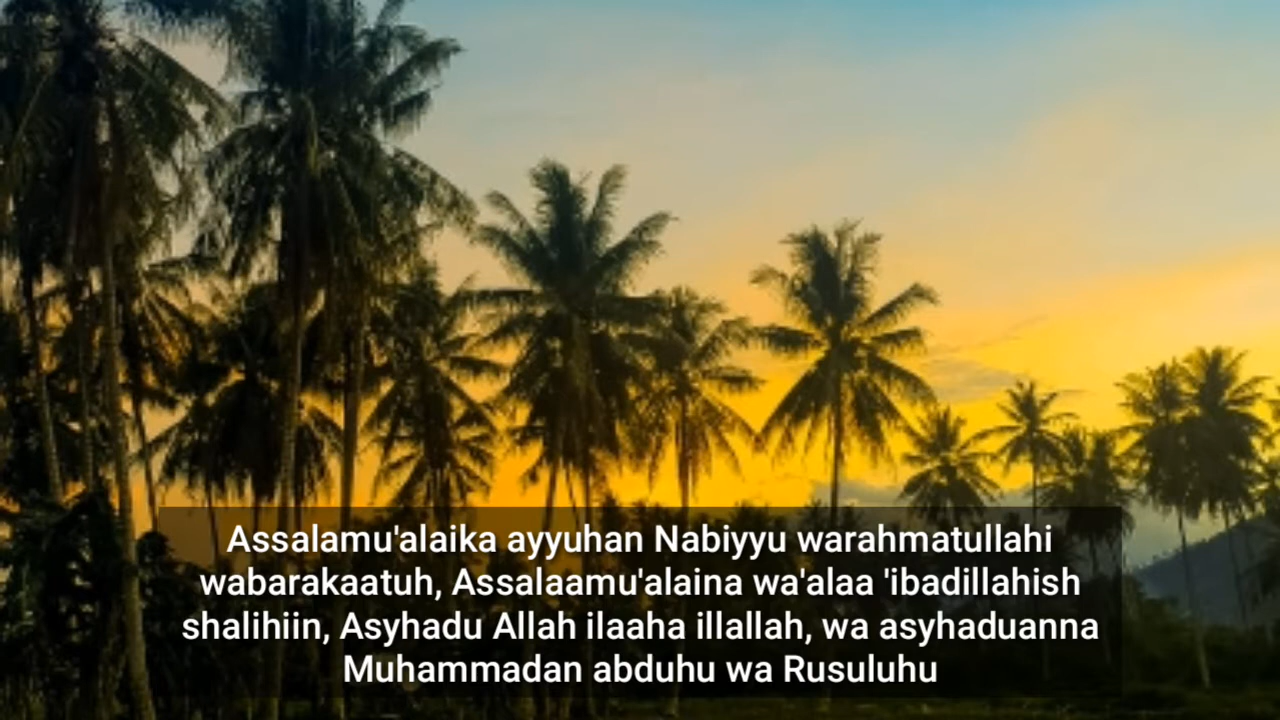 Assalamu'alaika ayyuhan Nabiyyu warahmatullahi
wabarakaatuh, Assalaamu'alaina wa'alaa 'ibadillahish
shalihiin, Asyhadu Allah ilaaha illallah, wa asyhaduanna
Muhammadan abduhu wa Rusuluhu